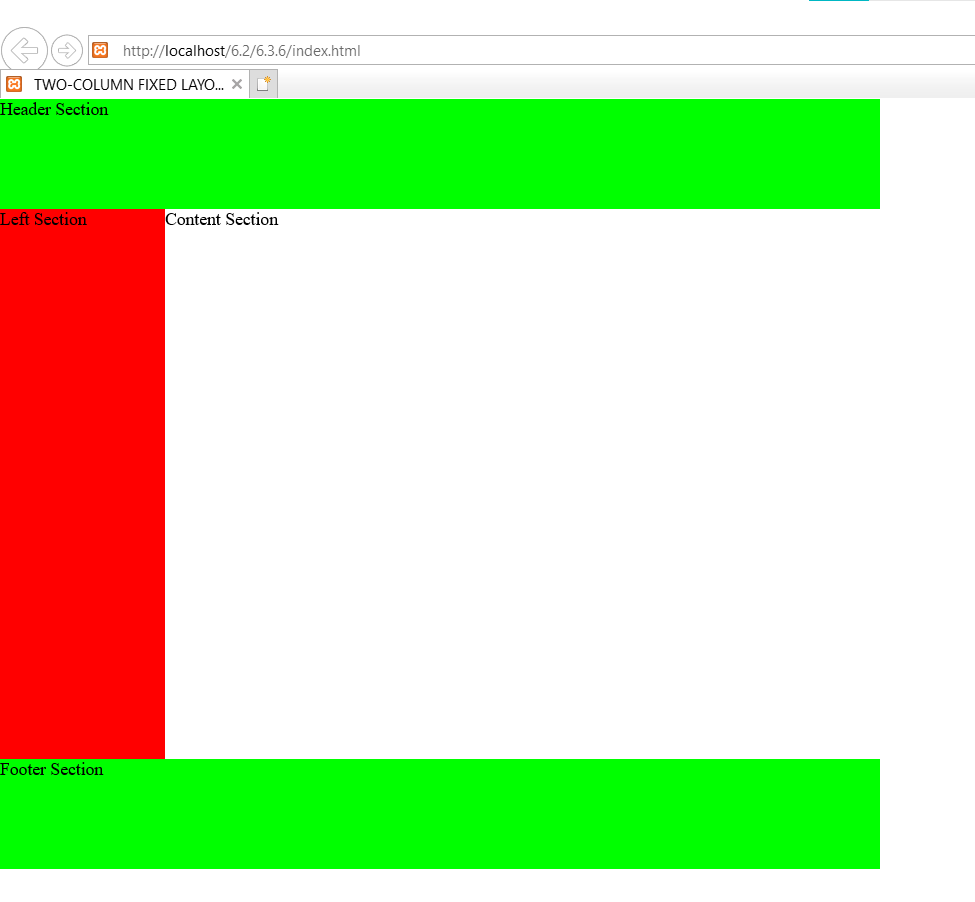 http://localhost/6.2/6.3.6/index.html
TWO-COLUMN FIXED LAYO...
Header Section
Left Section
Content Section
Footer Section